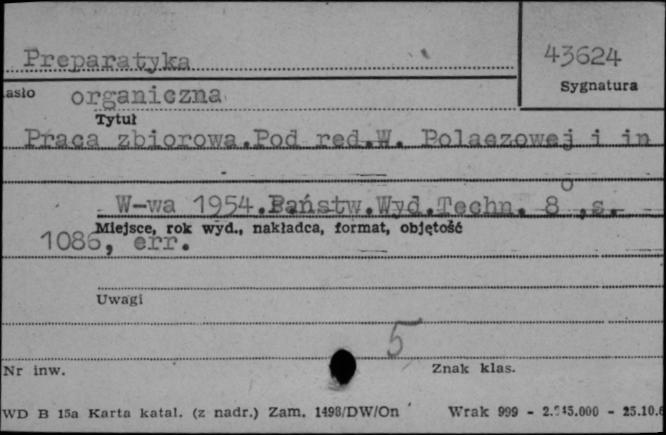 Preparatyka
43624
Sygnatura
asło
organiczna
Tytuł
Praca zbiorowa.Pod red.W. Polaczowej i in
W-wa 1954.Państw.Wyd.Techn. 8°,s.
Miejsce, rok wyd., nakładca, format, objętość
1086, err.
Uwagi
5
Nr inw.
Znak klas.
WD B 15a Karta katal. (z nadr.) Zam. 1498/DW/On Wrak 999 - - 25.10.